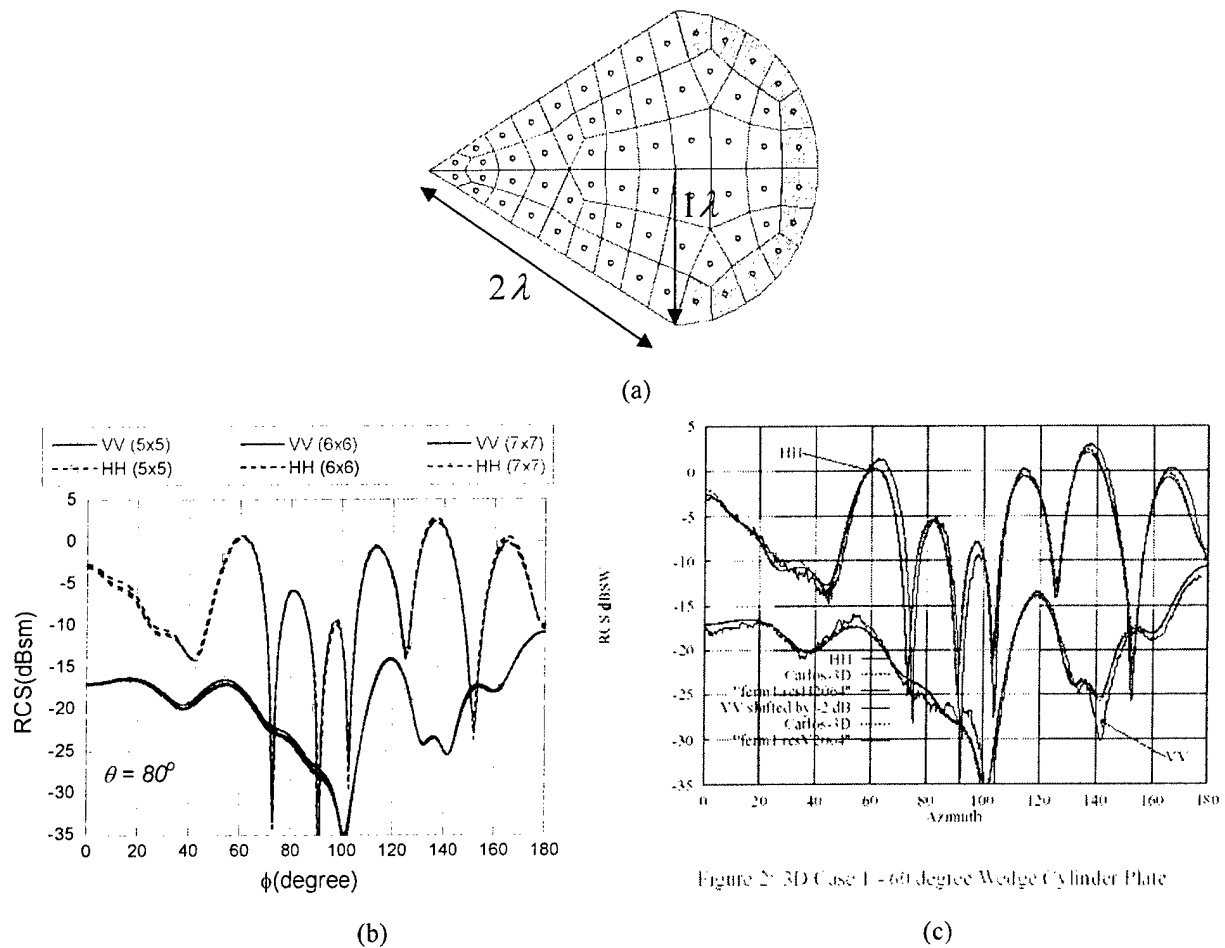 1λ
2λ
(a)
VV (5x5) VV (6x6) VV (7x7)
HH (5x5) HH (6x6) HH (7x7)
5
0
-5
-10
-15
-20
-25
-30
-35
RCS(dBsm)
θ = 80°
0 20 40 60 80 100 120 140 160 180
ϕ(degree)
(b)
5
0
-5
-10
-15
-20
-25
-30
-35
RCS dBSW
HH
HH
Carlos-3D
VV shifted by -2 dB
Carlos-3D
VV
0 20 40 60 80 100 120 140 160 180
Azimuth
Figure 2: 3D Case 1 - 60 degree Wedge Cylinder Plate
(c)